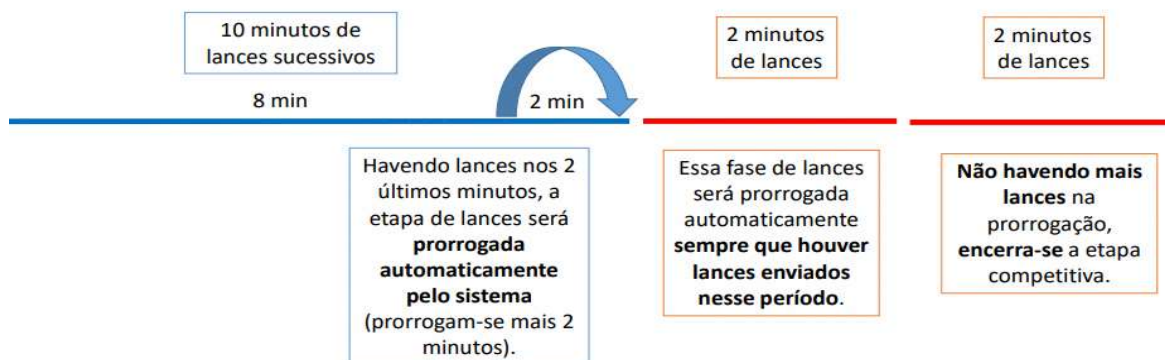 10 minutos de
lances sucessivos
2 minutos
de lances
2 minutos
de lances
8 min
2 min
Havendo lances nos 2
últimos minutos, a
etapa de lances será
prorrogada
automaticamente
pelo sistema
(prorrogam-se mais 2
minutos).
Essa fase de lances
será prorrogada
automaticamente
sempre que houver
lances enviados
nesse período.
Não havendo mais
lances na
prorrogação,
encerra-se a etapa
competitiva.